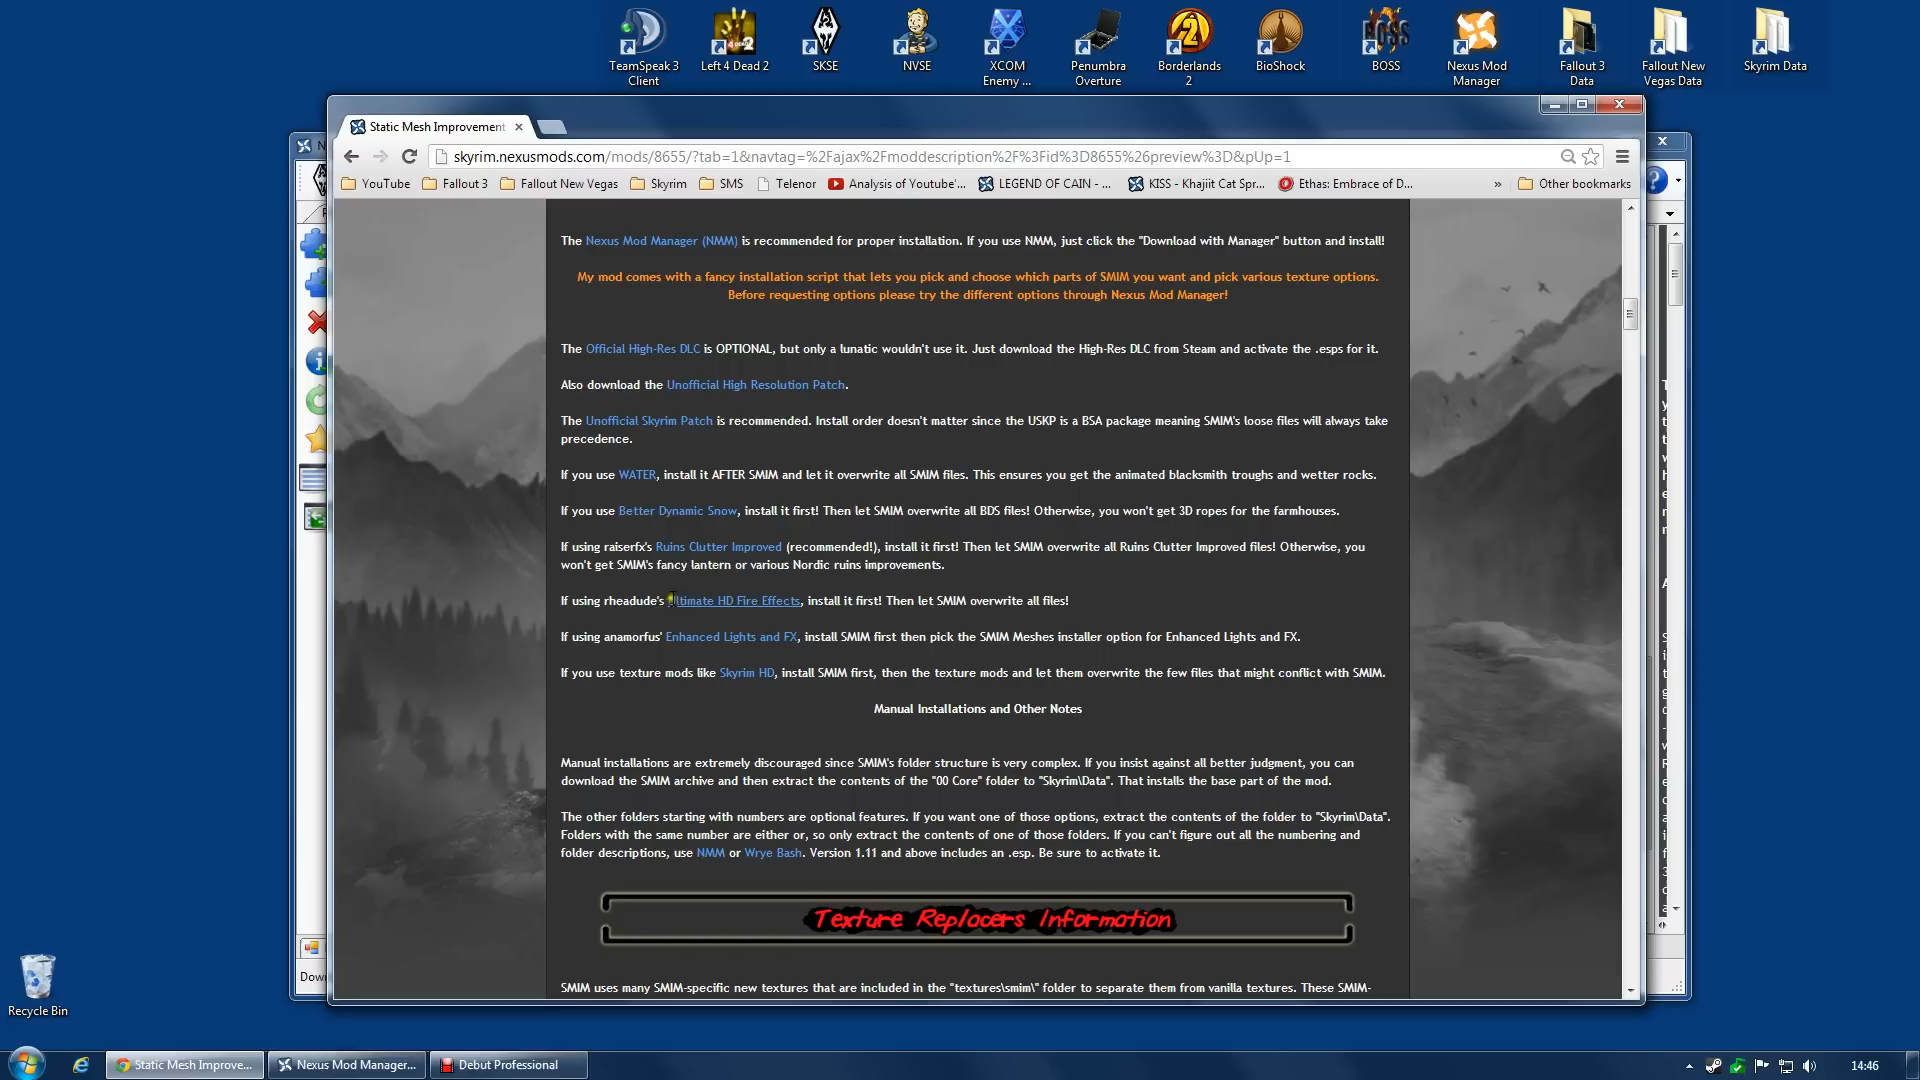 TeamSpeak 3 Client
Left 4 Dead 2
SKSE
NVSE
XCOM Enemy ...
Penumbra Overture
Borderlands 2
BioShock
BOSS
Nexus Mod Manager
Fallout 3 Data
Fallout New Vegas Data
Skyrim Data
Static Mesh Improvement
skyrim.nexusmods.com/mods/8655/?tab=1&navtag=%2Fajax%2Fmoddescription%2F%3Fid%3D8655%26preview%3D&pUp=1
YouTube
Fallout 3
Fallout New Vegas
Skyrim
SMS
Telenor
Analysis of Youtube'...
LEGEND OF CAIN - ...
KISS - Khajiit Cat Spr...
Ethas: Embrace of D...
»
Other bookmarks
The Nexus Mod Manager (NMM) is recommended for proper installation. If you use NMM, just click the "Download with Manager" button and install!
My mod comes with a fancy installation script that lets you pick and choose which parts of SMIM you want and pick various texture options.
Before requesting options please try the different options through Nexus Mod Manager!
The Official High-Res DLC is OPTIONAL, but only a lunatic wouldn't use it. Just download the High-Res DLC from Steam and activate the .esps for it.
Also download the Unofficial High Resolution Patch.
The Unofficial Skyrim Patch is recommended. Install order doesn't matter since the USKP is a BSA package meaning SMIM's loose files will always take
precedence.
If you use WATER, install it AFTER SMIM and let it overwrite all SMIM files. This ensures you get the animated blacksmith troughs and wetter rocks.
If you use Better Dynamic Snow, install it first! Then let SMIM overwrite all BDS files! Otherwise, you won't get 3D ropes for the farmhouses.
If using raiserfx's Ruins Clutter Improved (recommended!), install it first! Then let SMIM overwrite all Ruins Clutter Improved files! Otherwise, you
won't get SMIM's fancy lantern or various Nordic ruins improvements.
If using rheadude's Ultimate HD Fire Effects, install it first! Then let SMIM overwrite all files!
If using anamorfus' Enhanced Lights and FX, install SMIM first then pick the SMIM Meshes installer option for Enhanced Lights and FX.
If you use texture mods like Skyrim HD, install SMIM first, then the texture mods and let them overwrite the few files that might conflict with SMIM.
Manual Installations and Other Notes
Manual installations are extremely discouraged since SMIM's folder structure is very complex. If you insist against all better judgment, you can
download the SMIM archive and then extract the contents of the "00 Core" folder to "Skyrim\Data". That installs the base part of the mod.
The other folders starting with numbers are optional features. If you want one of those options, extract the contents of the folder to "Skyrim\Data".
Folders with the same number are either or, so only extract the contents of one of those folders. If you can't figure out all the numbering and
folder descriptions, use NMM or Wrye Bash. Version 1.11 and above includes an .esp. Be sure to activate it.
Texture Replacers Information
SMIM uses many SMIM-specific new textures that are included in the "textures\smim\" folder to separate them from vanilla textures. These SMIM-
Dow
Recycle Bin
Static Mesh Improve...
Nexus Mod Manager...
Debut Professional
14:46